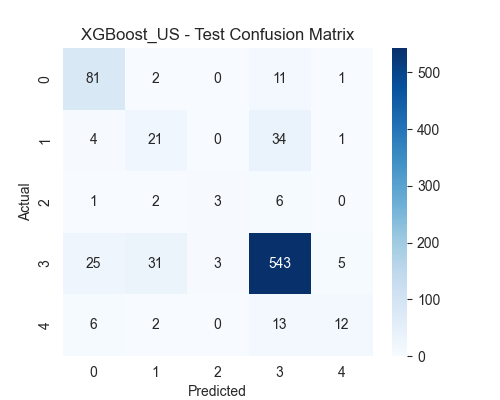 XGBoost_US - Test Confusion Matrix
0 81 2 0 11 1
1 4 21 0 34 1
2 1 2 3 6 0
3 25 31 3 543 5
4 6 2 0 13 12
0 1 2 3 4
Predicted
Actual
500
400
300
200
100
0